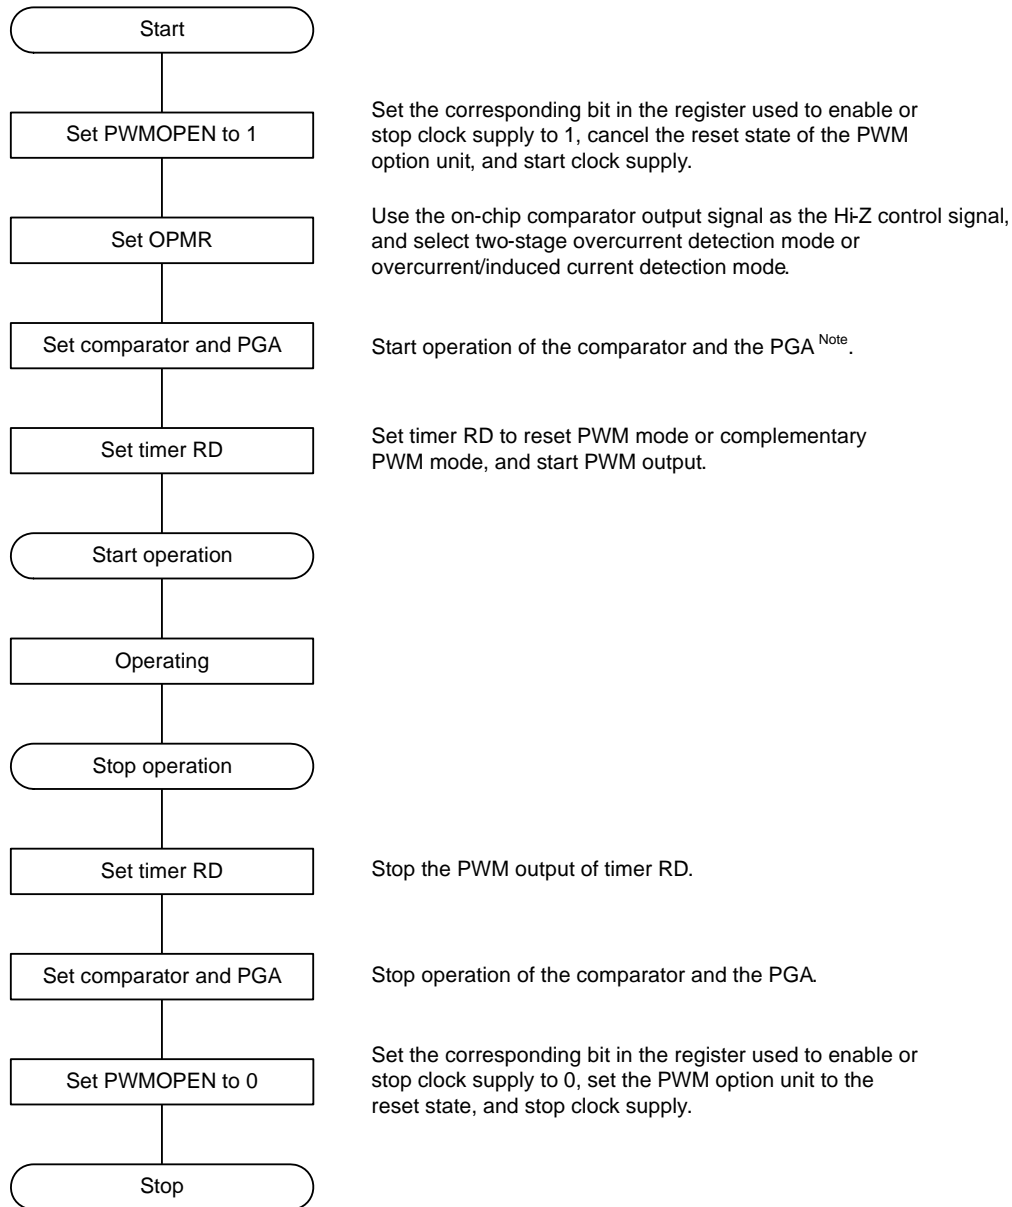 Start
Set PWMOPEN to 1
Set the corresponding bit in the register used to enable or
stop clock supply to 1, cancel the reset state of the PWM
option unit, and start clock supply.
Set OPMR
Use the on-chip comparator output signal as the Hi-Z control signal,
and select two-stage overcurrent detection mode or
overcurrent/induced current detection mode.
Set comparator and PGA
Start operation of the comparator and the PGA Note.
Set timer RD
Set timer RD to reset PWM mode or complementary
PWM mode, and start PWM output.
Start operation
Operating
Stop operation
Set timer RD
Stop the PWM output of timer RD.
Set comparator and PGA
Stop operation of the comparator and the PGA.
Set PWMOPEN to 0
Set the corresponding bit in the register used to enable or
stop clock supply to 0, set the PWM option unit to the
reset state, and stop clock supply.
Stop